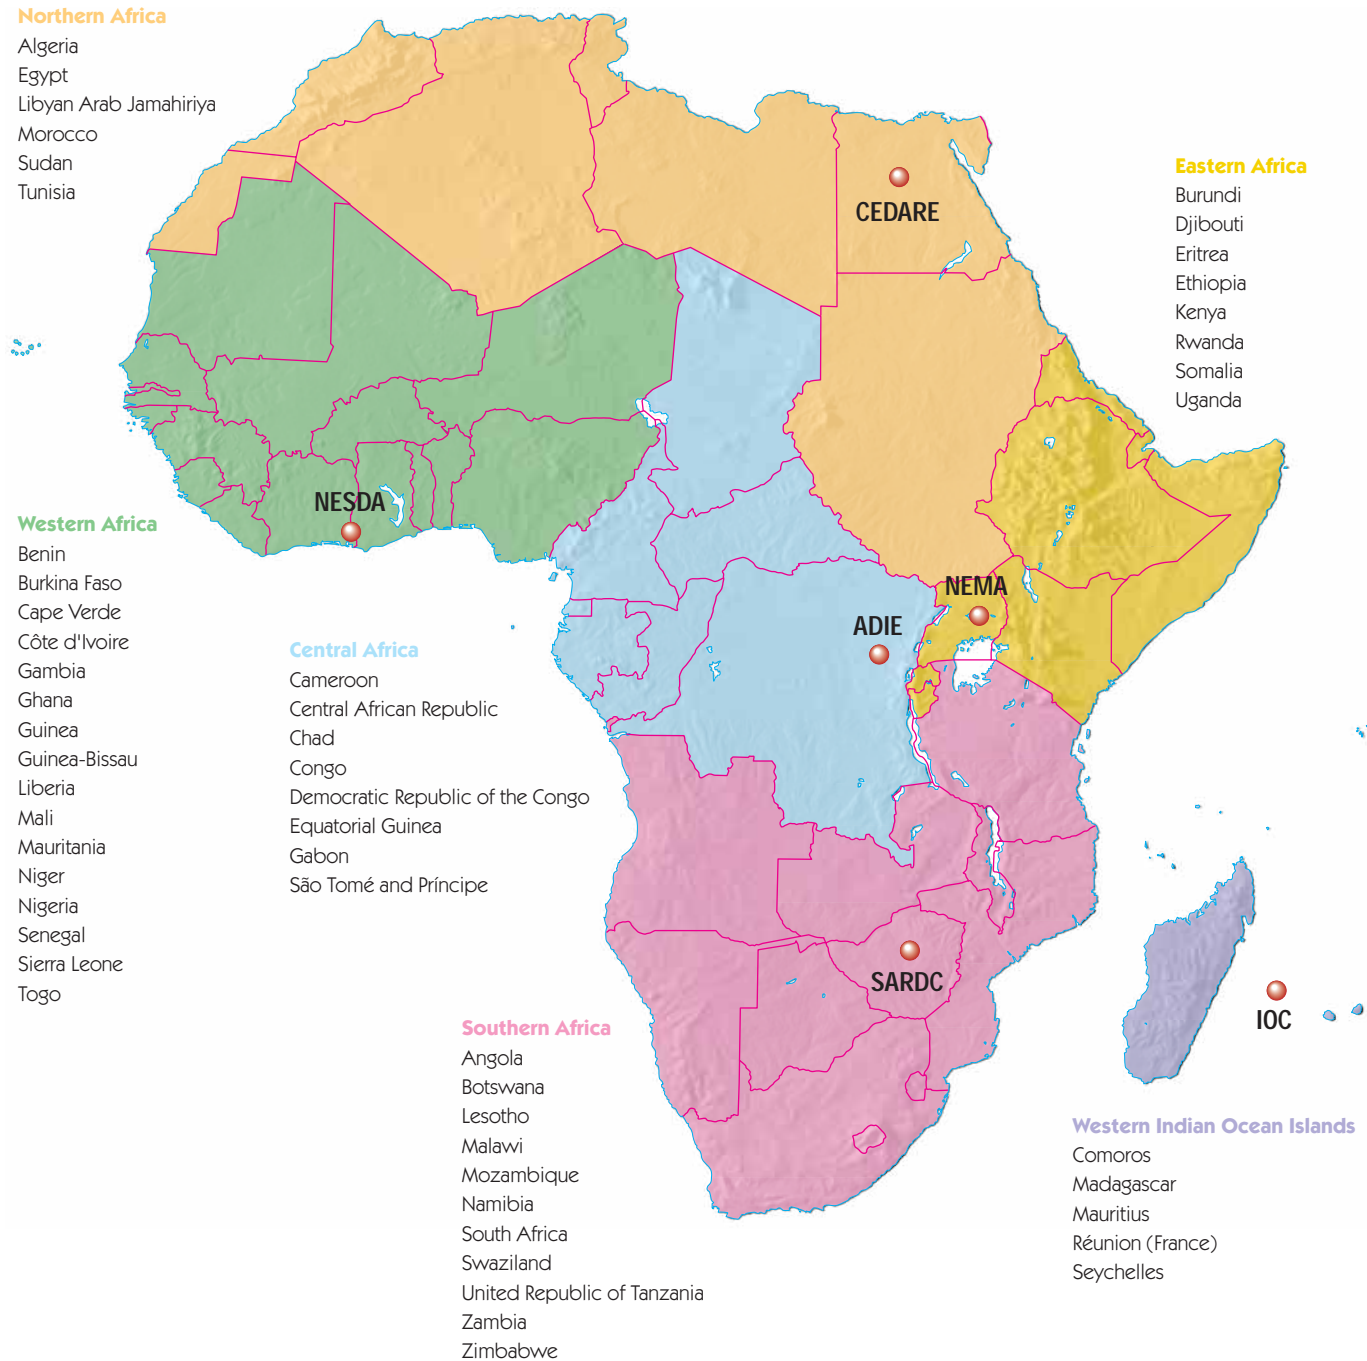 Northern Africa
Algeria
Egypt
Libyan Arab Jamahiriya
Morocco
Sudan
Tunisia
Eastern Africa
Burundi
Djibouti
Eritrea
Ethiopia
Kenya
Rwanda
Somalia
Uganda
CEDARE
NESDA
NEMA
ADIE
SARDC
IOC
Western Africa
Benin
Burkina Faso
Cape Verde
Côte d'Ivoire
Gambia
Ghana
Guinea
Guinea-Bissau
Liberia
Mali
Mauritania
Niger
Nigeria
Senegal
Sierra Leone
Togo
Central Africa
Cameroon
Central African Republic
Chad
Congo
Democratic Republic of the Congo
Equatorial Guinea
Gabon
São Tomé and Príncipe
Southern Africa
Angola
Botswana
Lesotho
Malawi
Mozambique
Namibia
South Africa
Swaziland
United Republic of Tanzania
Zambia
Zimbabwe
Western Indian Ocean Islands
Comoros
Madagascar
Mauritius
Réunion (France)
Seychelles